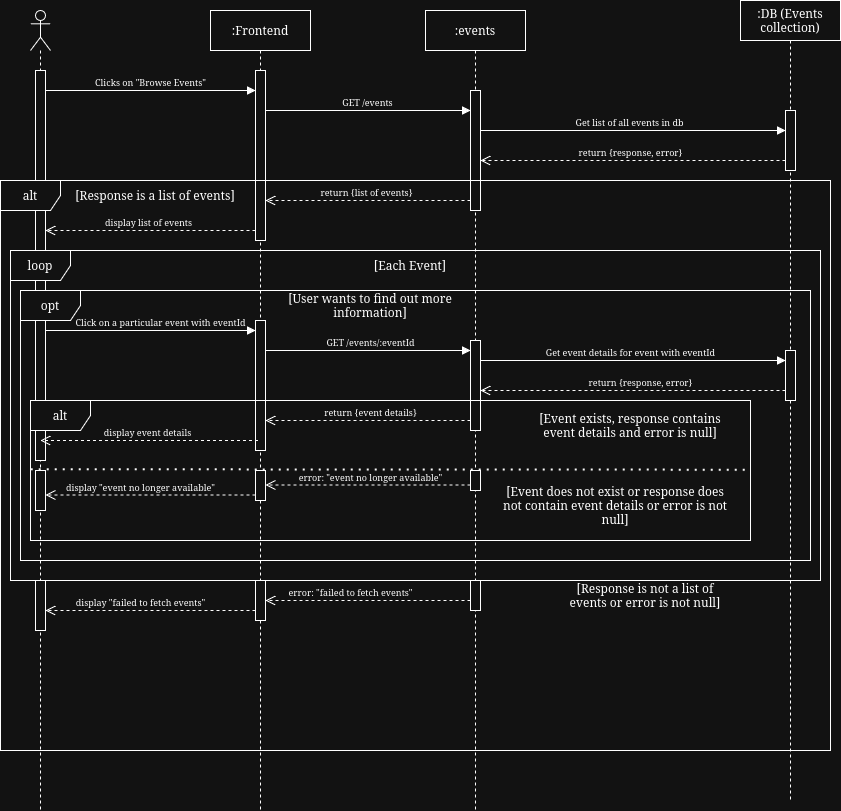 :Frontend
:events
:DB (Events
collection)
Clicks on "Browse Events"
GET /events
Get list of all events in db
return {response, error}
alt
[Response is a list of events]
return {list of events}
display list of events
loop
[Each Event]
opt
[User wants to find out more
information]
Click on a particular event with eventId
GET /events/:eventId
Get event details for event with eventId
return {response, error}
alt
return {event details}
[Event exists, response contains
event details and error is null]
display event details
error: "event no longer available"
display "event no longer available"
[Event does not exist or response does
not contain event details or error is not
null]
[Response is not a list of
events or error is not null]
error: "failed to fetch events"
display "failed to fetch events"